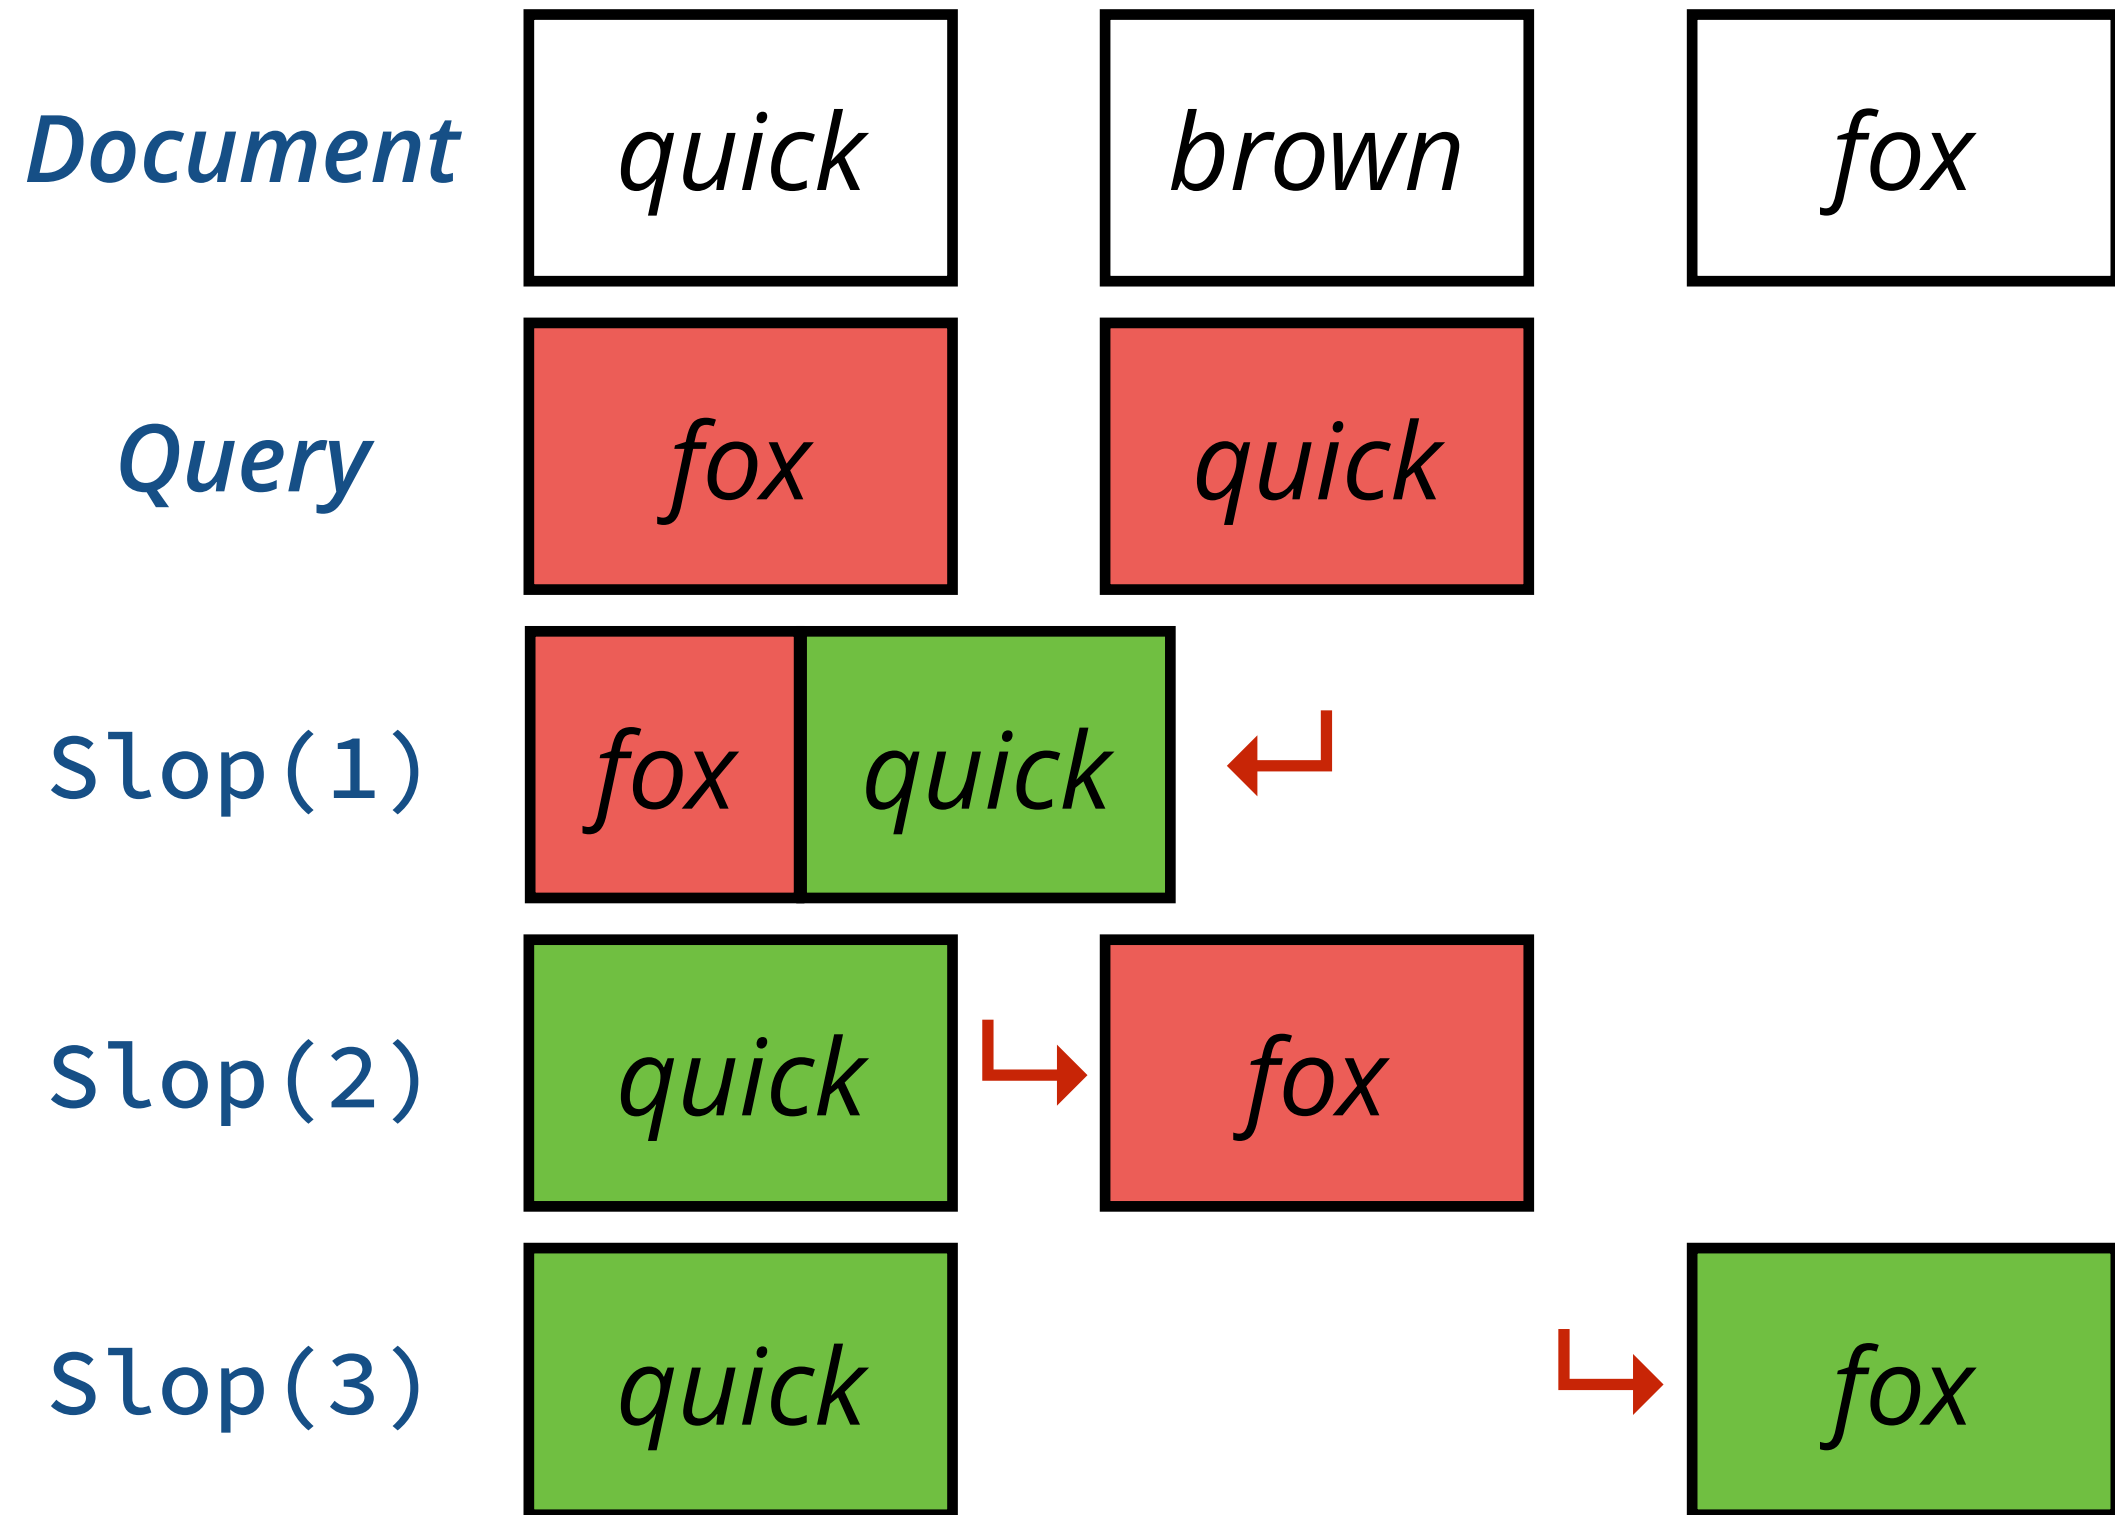 Document quick brown fox
Query fox quick
Slop(1) fox quick
Slop(2) quick fox
Slop(3) quick fox